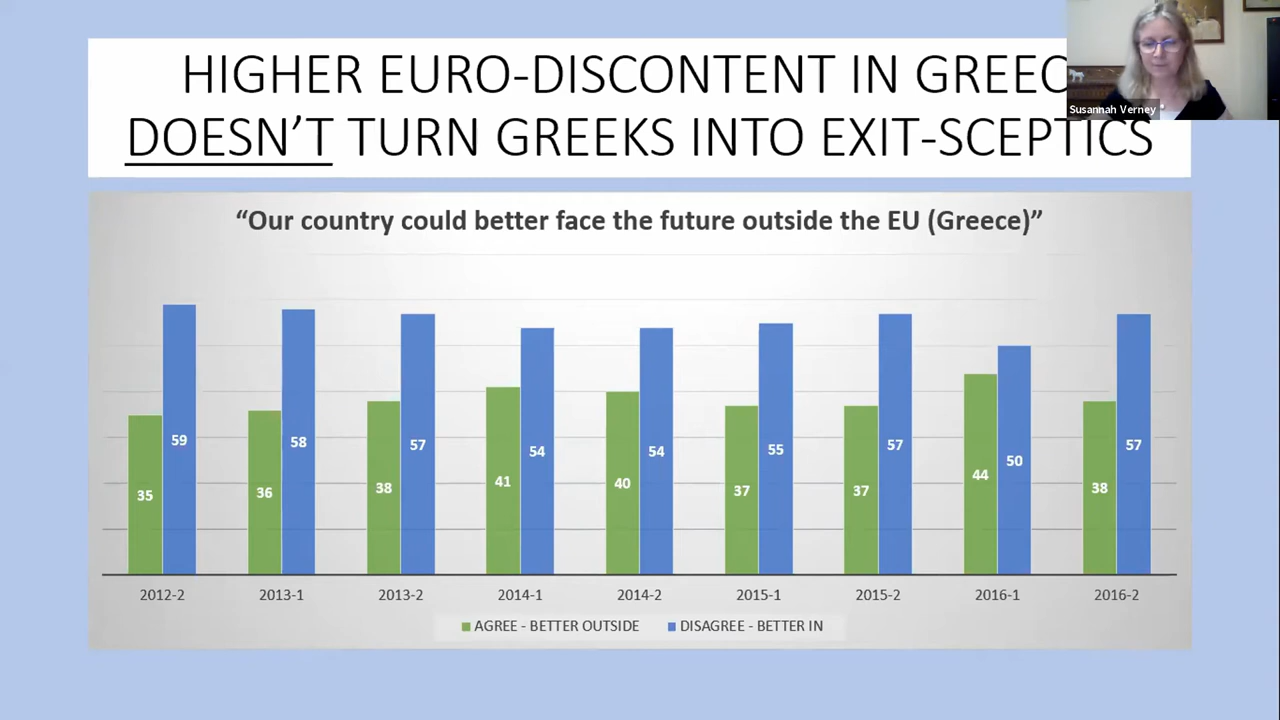 HIGHER EURO-DISCONTENT IN GREEC
DOESN'T TURN GREEKS INTO EXIT-SCEPTICS
Susannah Verney
“Our country could better face the future outside the EU (Greece)”
35 59 36 58 38 57 41 54 40 54 37 55 37 57 44 50 38 57
2012-2 2013-1 2013-2 2014-1 2014-2 2015-1 2015-2 2016-1 2016-2
AGREE - BETTER OUTSIDE DISAGREE - BETTER IN